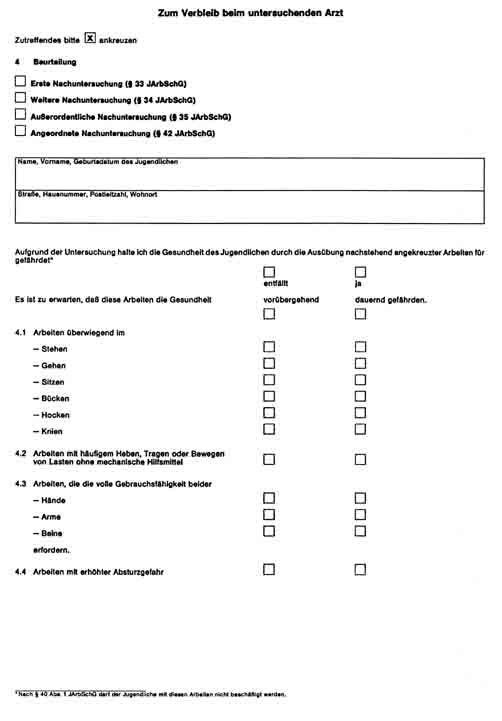 Zum Verbleib beim untersuchenden Arzt
Zutreffendes bitte X ankreuzen
4 Beurteilung
Erste Nachuntersuchung (§ 33 JArbSchG)
Weitere Nachuntersuchung (§ 34 JArbSchG)
Außerordentliche Nachuntersuchung (§ 35 JArbSchG)
Angeordnete Nachuntersuchung (§ 42 JArbSchG)
Name, Vorname, Geburtsdatum des Jugendlichen
Straße, Hausnummer, Postleitzahl, Wohnort
Aufgrund der Untersuchung halte ich die Gesundheit des Jugendlichen durch die Ausübung nachstehend angekreuzter Arbeiten für
gefährdet*
entfällt ja
Es ist zu erwarten, daß diese Arbeiten die Gesundheit vorübergehend dauernd gefährden.
4.1 Arbeiten überwiegend im
– Stehen
– Gehen
– Sitzen
– Bücken
– Hocken
– Knien
4.2 Arbeiten mit häufigem Heben, Tragen oder Bewegen
von Lasten ohne mechanische Hilfsmittel
4.3 Arbeiten, die die volle Gebrauchsfähigkeit beider
– Hände
– Arme
– Beine
erfordern.
4.4 Arbeiten mit erhöhter Absturzgefahr
*Nach § 40 Abs. 1 JArbSchG darf der Jugendliche mit diesen Arbeiten nicht beschäftigt werden.